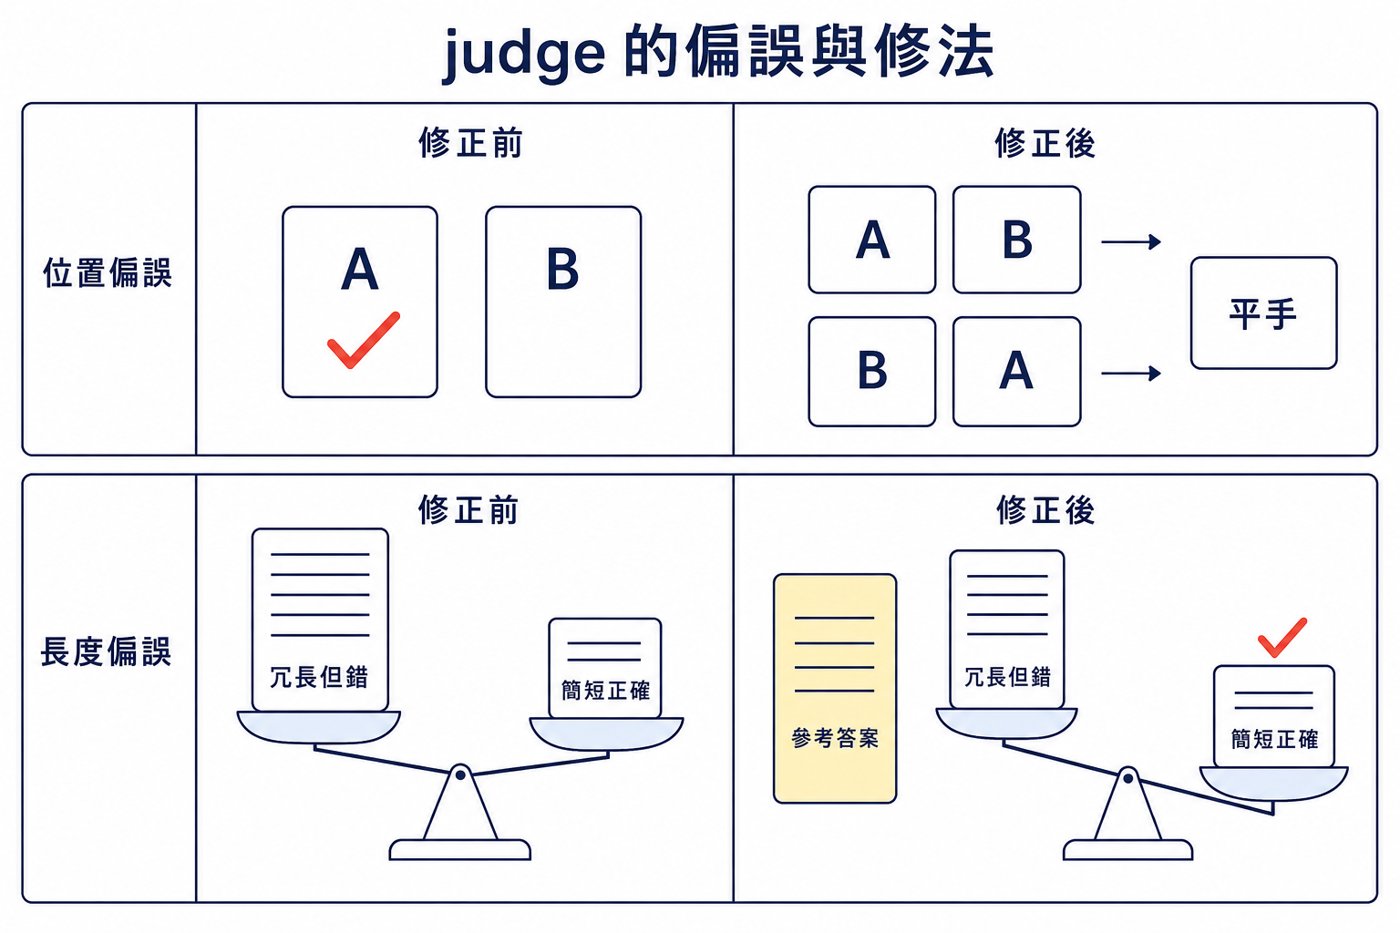 judge 的偏誤與修法
位置偏誤
修正前
A
B
修正後
A B
B A
平手
長度偏誤
修正前
冗長但錯
簡短正確
修正後
參考答案
冗長但錯
簡短正確